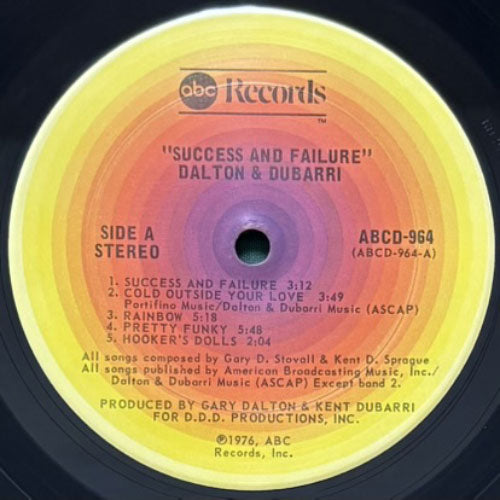 abc Records
TM
"SUCCESS AND FAILURE"
DALTON & DUBARRI
SIDE A
STEREO
ABCD-964
(ABCD-964-A)
1. SUCCESS AND FAILURE 3:12
2. COLD OUTSIDE YOUR LOVE 3:49
Portifino Music/Dalton & Dubarri Music (ASCAP)
3. RAINBOW 5:18
4. PRETTY FUNKY 5:48
5. HOOKER'S DOLLS 2:04
All songs composed by Gary D. Stovall & Kent D. Sprague
All songs published by American Broadcasting Music, Inc./
Dalton & Dubarri Music (ASCAP) Except band 2.
PRODUCED BY GARY DALTON & KENT DUBARRI
FOR D.D.D. PRODUCTIONS, INC.
℗1976, ABC
Records, Inc.